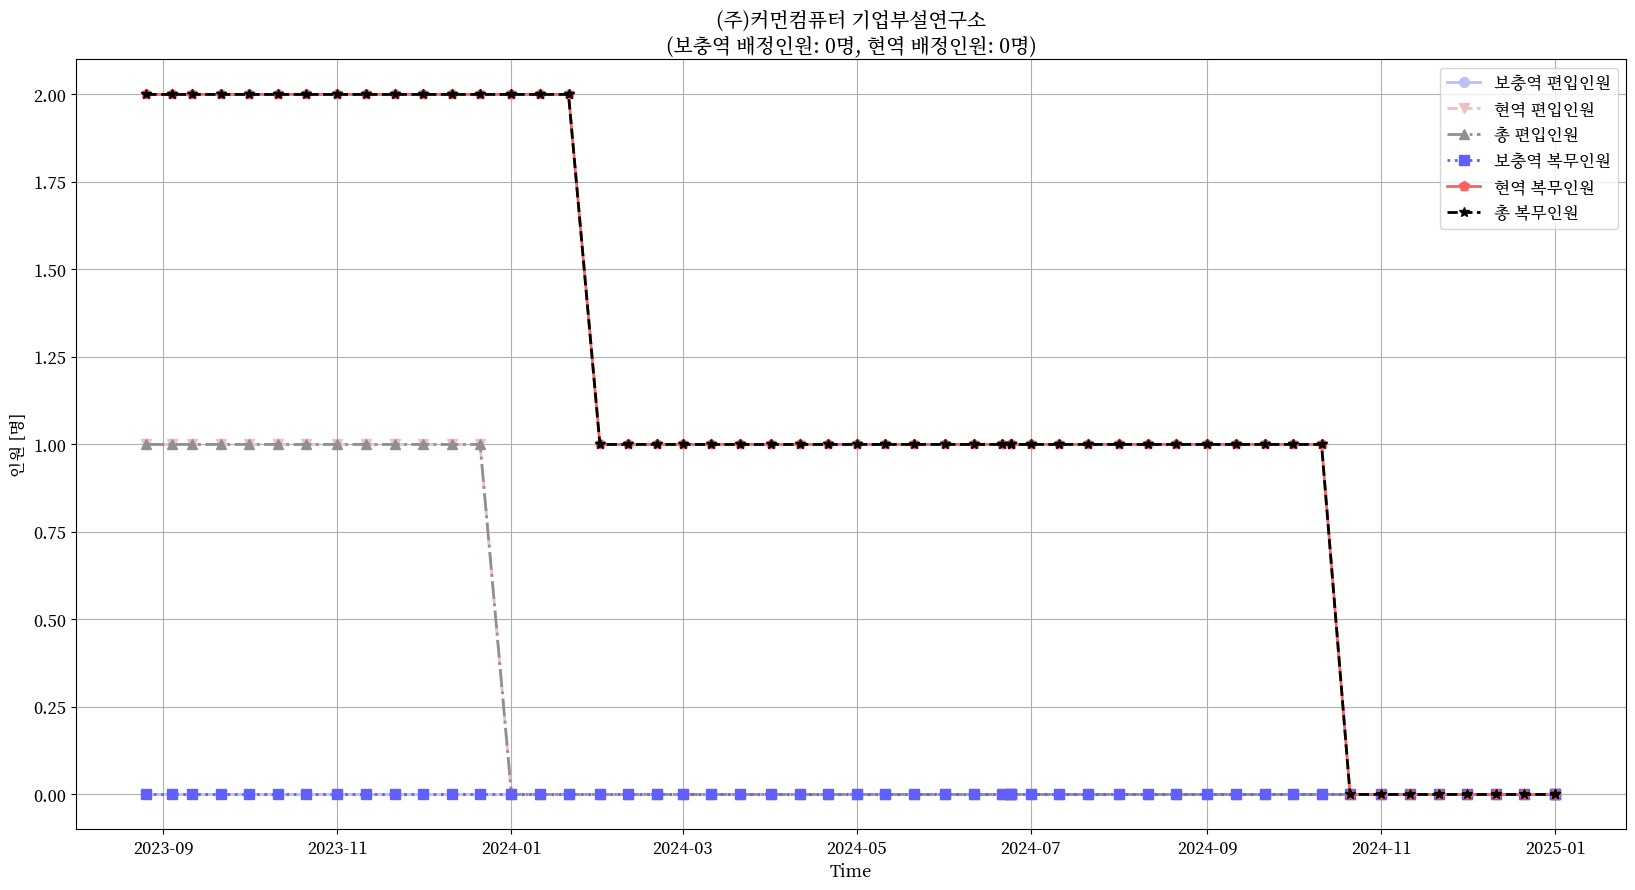 (주)커먼컴퓨터 기업부설연구소
(보충역 배정인원: 0명, 현역 배정인원: 0명)
보충역 편입인원
현역 편입인원
총 편입인원
보충역 복무인원
현역 복무인원
총 복무인원
인원 [명]
2.00
1.75
1.50
1.25
1.00
0.75
0.50
0.25
0.00
2023-09 2023-11 2024-01 2024-03 2024-05 2024-07 2024-09 2024-11 2025-01
Time